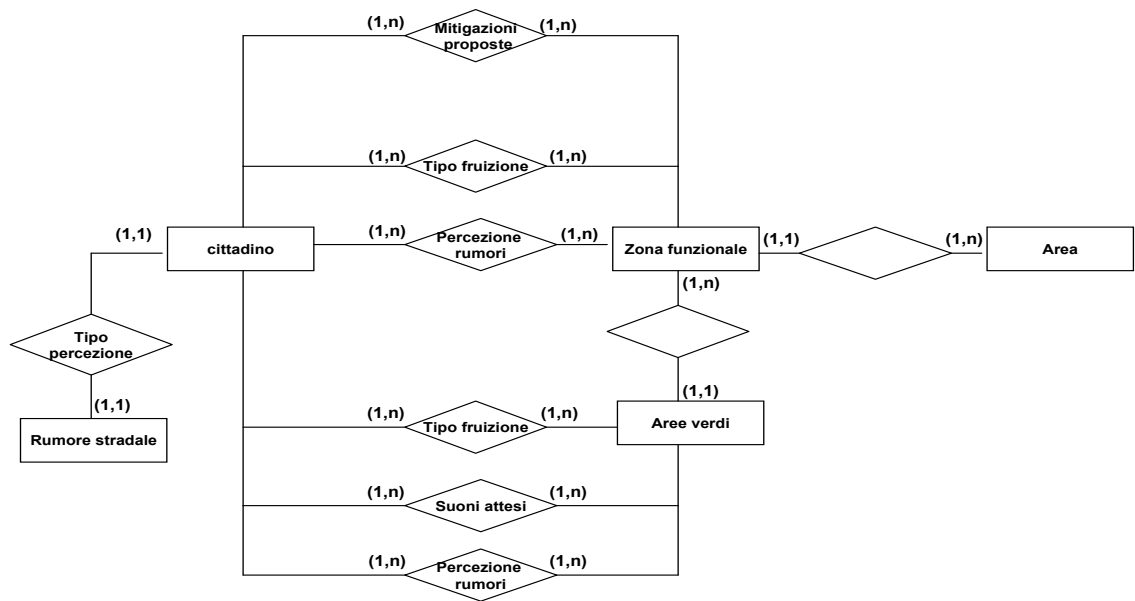 (1,n) Mitigazioni (1,n)
proposte
(1,n) Tipo fruizione (1,n)
(1,1) cittadino (1,n) Percezione (1,n) Zona funzionale (1,1) (1,n) Area
rumori
(1,n)
Tipo
percezione
(1,1)
(1,1)
Rumore stradale
(1,n) Tipo fruizione (1,n) Aree verdi
(1,n) Suoni attesi (1,n)
(1,n) Percezione (1,n)
rumori